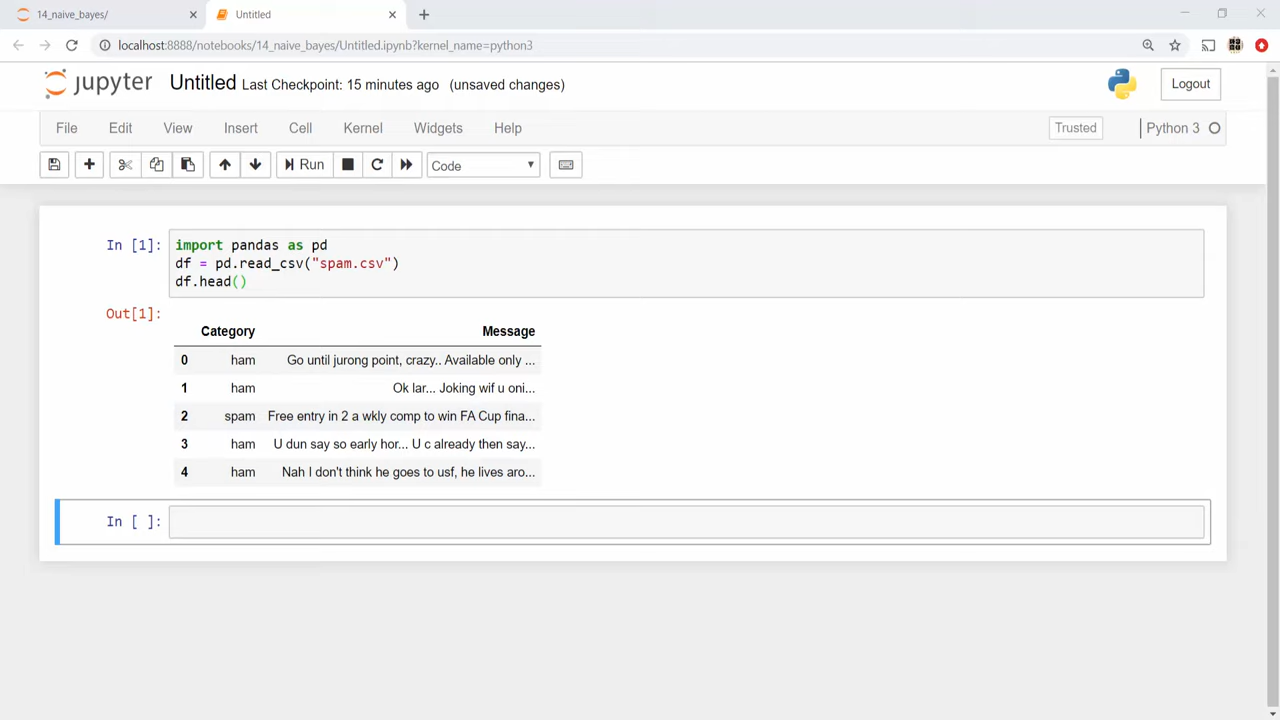 14_naive_bayes/
Untitled
localhost:8888/notebooks/14_naive_bayes/Untitled.ipynb?kernel_name=python3
jupyter Untitled Last Checkpoint: 15 minutes ago (unsaved changes) Logout
File Edit View Insert Cell Kernel Widgets Help Trusted Python 3
Run Code
In [1]: import pandas as pd
df = pd.read_csv("spam.csv")
df.head()
Out[1]:
Category Message
0 ham Go until jurong point, crazy.. Available only ...
1 ham Ok lar... Joking wif u oni...
2 spam Free entry in 2 a wkly comp to win FA Cup fina...
3 ham U dun say so early hor... U c already then say...
4 ham Nah I don't think he goes to usf, he lives aro...
In [ ]: